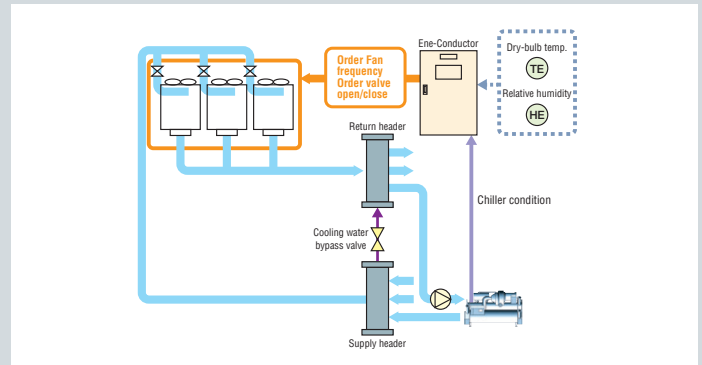 Ene-Conductor
Order Fan
frequency
Order valve
open/close
Dry-bulb temp.
TE
Relative humidity
HE
Return header
Chiller condition
Cooling water
bypass valve
Supply header